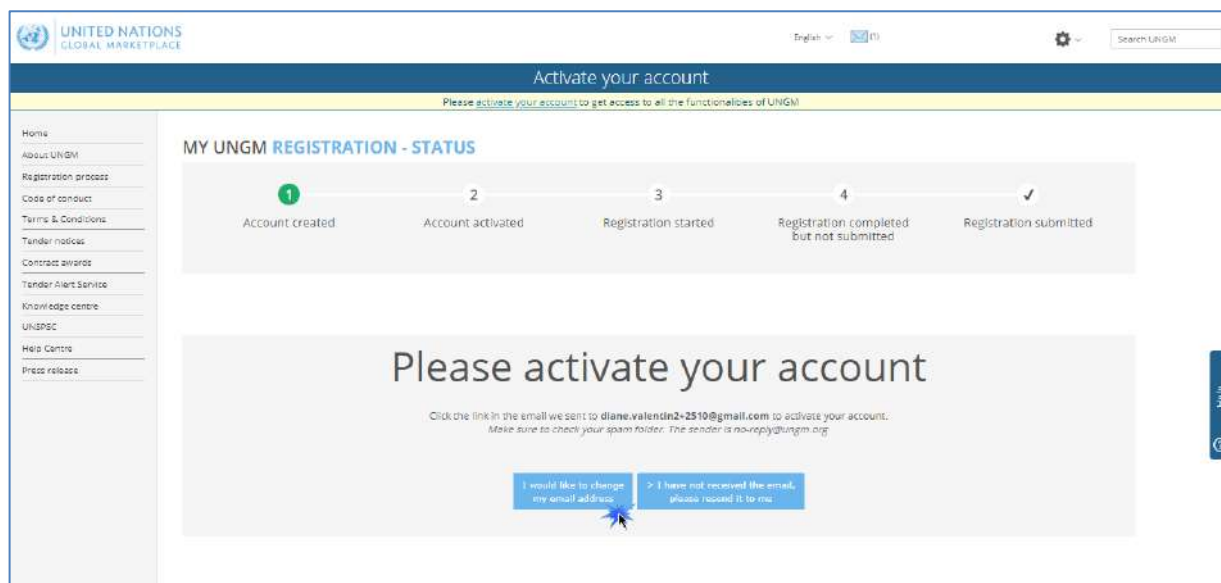 UNITED NATIONS
GLOBAL MARKETPLACE
English
(1)
Search UNGM
Activate your account
Please activate your account to get access to all the functionalities of UNGM
Home
About UNGM
Registration process
Code of conduct
Terms & Conditions
Tender notices
Contract awards
Tender Alert Service
Knowledge centre
UNSPSC
Help Centre
Press release
MY UNGM REGISTRATION - STATUS
1
Account created
2
Account activated
3
Registration started
4
Registration completed
but not submitted
✓
Registration submitted
Please activate your account
Click the link in the email we sent to diane.valentin2+2510@gmail.com to activate your account.
Make sure to check your spam folder. The sender is no-reply@ungm.org
I would like to change
my email address
> I have not received the email,
please resend it to me
Help